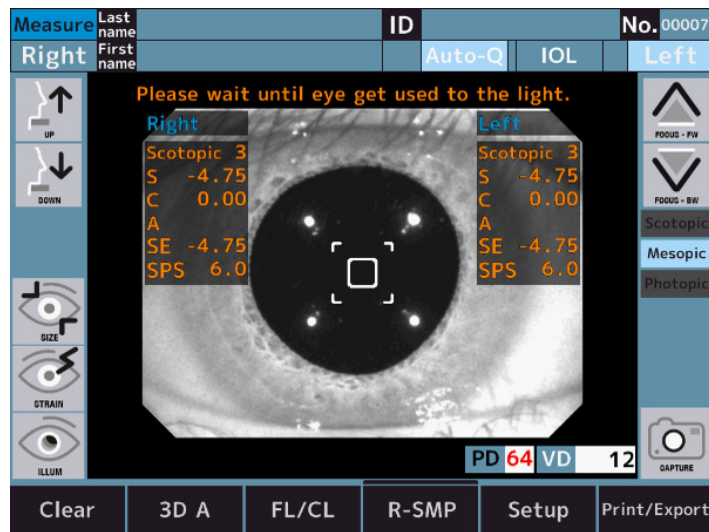 Measure Last name ID No. 00007
Right First name Auto-Q IOL Left
Please wait until eye get used to the light.
UP
DOWN
SIZE
STRAIN
ILLUM
Right
Scotopic 3
S -4.75
C 0.00
A
SE -4.75
SPS 6.0
Left
Scotopic 3
S -4.75
C 0.00
A
SE -4.75
SPS 6.0
FOCUS - FW
FOCUS - BW
Scotopic
Mesopic
Photopic
CAPTURE
PD 64 VD 12
Clear 3D A FL/CL R-SMP Setup Print/Export